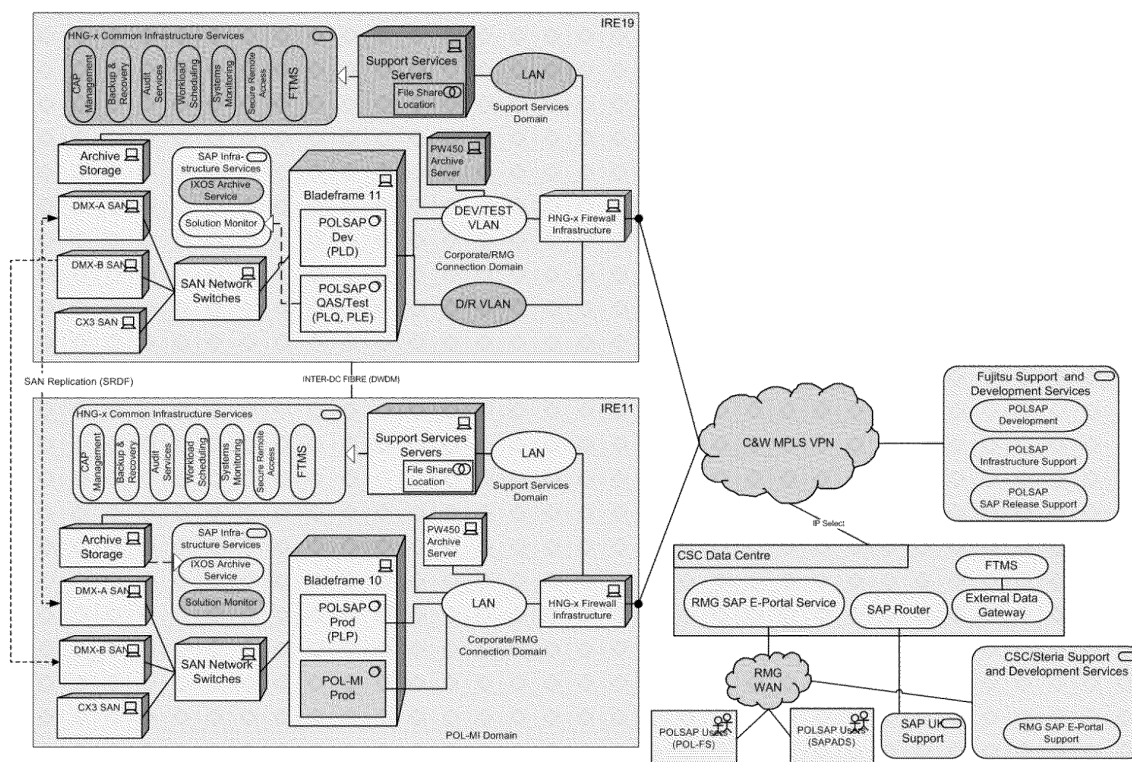 IRE19
HNG-x Common Infrastructure Services
CAP
Management
Backup &
Recovery
Audit
Services
Workload
Scheduling
Systems
Monitoring
Secure Remote
Access
FTMS
Support Services
Servers
File Share
Location
LAN
Support Services
Domain
Archive
Storage
SAP Infra-
structure Services
IXOS Archive
Service
Solution Monitor
PW450
Archive
Server
DMX-A SAN
DMX-B SAN
CX3 SAN
SAN Network
Switches
Bladeframe 11
POLSAP
Dev
(PLD)
POLSAP
QAS/Test
(PLQ, PLE)
DEV/TEST
VLAN
Corporate/RMG
Connection Domain
D/R VLAN
HNG-x Firewall
Infrastructure
SAN Replication (SRDF)
INTER-DC FIBRE (DWDM)
IRE11
HNG-x Common Infrastructure Services
CAP
Management
Backup &
Recovery
Audit
Services
Workload
Scheduling
Systems
Monitoring
Secure Remote
Access
FTMS
Support Services
Servers
File Share
Location
LAN
Support Services
Domain
Archive
Storage
SAP Infra-
structure Services
IXOS Archive
Service
Solution Monitor
PW450
Archive
Server
DMX-A SAN
DMX-B SAN
CX3 SAN
SAN Network
Switches
Bladeframe 10
POLSAP
Prod
(PLP)
POL-MI
Prod
LAN
Corporate/RMG
Connection Domain
HNG-x Firewall
Infrastructure
POL-MI Domain
C&W MPLS VPN
IP Select
Fujitsu Support and
Development Services
POLSAP
Development
POLSAP
Infrastructure Support
POLSAP
SAP Release Support
CSC Data Centre
RMG SAP E-Portal Service
SAP Router
FTMS
External Data
Gateway
RMG
WAN
POLSAP Users
(POL-FS)
POLSAP Users
(SAPADS)
SAP UK
Support
CSC/Steria Support
and Development Services
RMG SAP E-Portal
Support